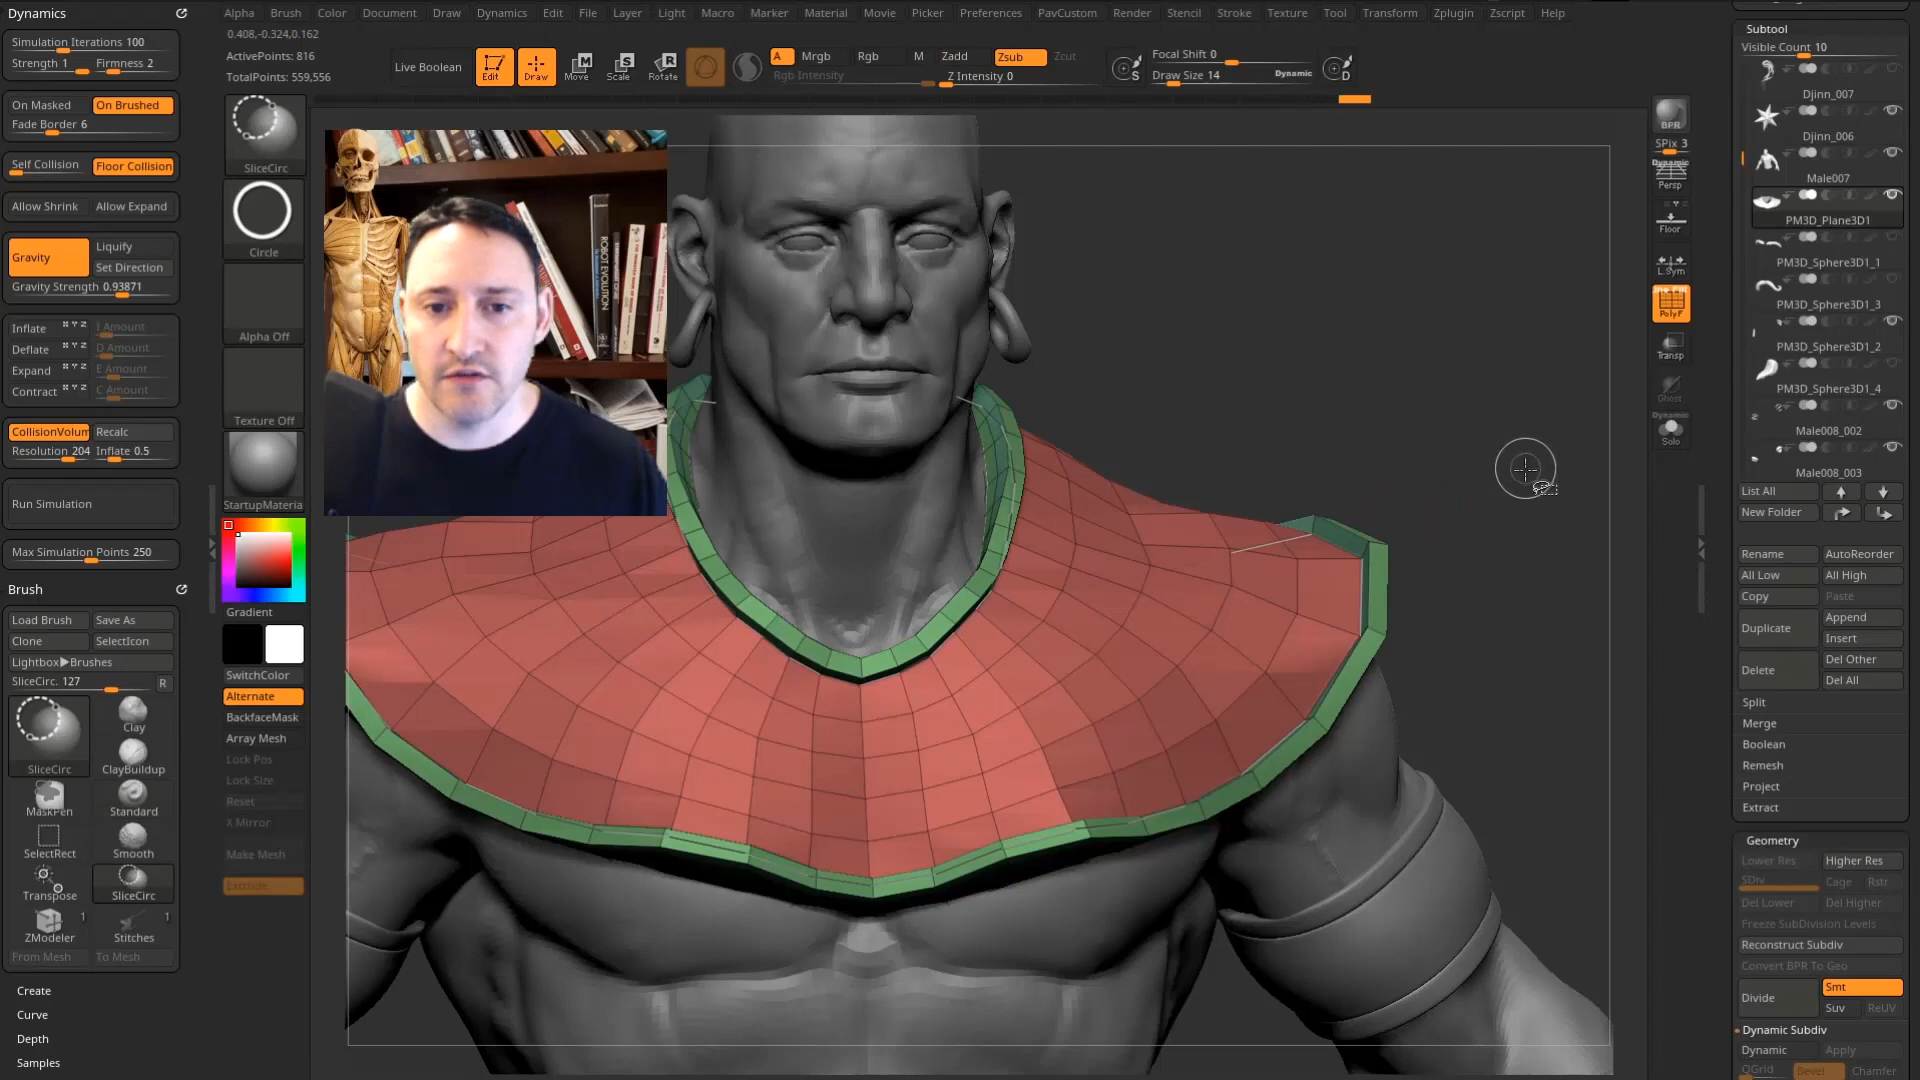 Dynamics
Alpha Brush Color Document Draw Dynamics Edit File Layer Light Macro Marker Material Movie Picker Preferences PavCustom Render Stencil Stroke Texture Tool Transform Zplugin Zscript Help
0.408,-0.324,0.162
ActivePoints: 816
TotalPoints: 559,556
Live Boolean
Edit
Draw
Move
Scale
Rotate
A Mrgb Rgb M Zadd Zsub Zcut
Rgb Intensity
Z Intensity 0
S
Focal Shift 0
Draw Size 14
Dynamic
D
Simulation Iterations 100
Strength 1 Firmness 2
On Masked On Brushed
Fade Border 6
Self Collision Floor Collision
Allow Shrink Allow Expand
Gravity Liquify
Set Direction
Gravity Strength 0.93871
Inflate I Amount
Deflate D Amount
Expand E Amount
Contract C Amount
CollisionVolum Recalc
Resolution 204 Inflate 0.5
Run Simulation
Max Simulation Points 250
Brush
Load Brush Save As
Clone SelectIcon
Lightbox▶Brushes
SliceCirc. 127 R
SliceCirc
Clay
ClayBuildup
MaskPen Standard
SelectRect Smooth
Transpose SliceCirc
ZModeler 1 Stitches 1
From Mesh To Mesh
Create
Curve
Depth
Samples
SliceCirc
Circle
Alpha Off
Texture Off
StartupMateria
Gradient
SwitchColor
Alternate
BackfaceMask
Array Mesh
Lock Pos
Lock Size
Reset
X Mirror
Make Mesh
Extrude
ROBOT EVOLUTION
BPR
SPix 3
Dynamic
Persp
Floor
L.Sym
Line Fill
PolyF
Transp
Ghost
Dynamic
Solo
Subtool
Visible Count 10
Djinn_007
Djinn_006
Male007
PM3D_Plane3D1
PM3D_Sphere3D1_1
PM3D_Sphere3D1_3
PM3D_Sphere3D1_2
PM3D_Sphere3D1_4
Male008_002
Male008_003
List All
New Folder
Rename AutoReorder
All Low All High
Copy Paste
Duplicate Append
Insert
Delete Del Other
Del All
Split
Merge
Boolean
Remesh
Project
Extract
Geometry
Lower Res Higher Res
SDiv Cage Rstr
Del Lower Del Higher
Freeze SubDivision Levels
Reconstruct Subdiv
Convert BPR To Geo
Divide Smt
Suv ReUV
Dynamic Subdiv
Dynamic Apply
QGrid Bevel Chamfer